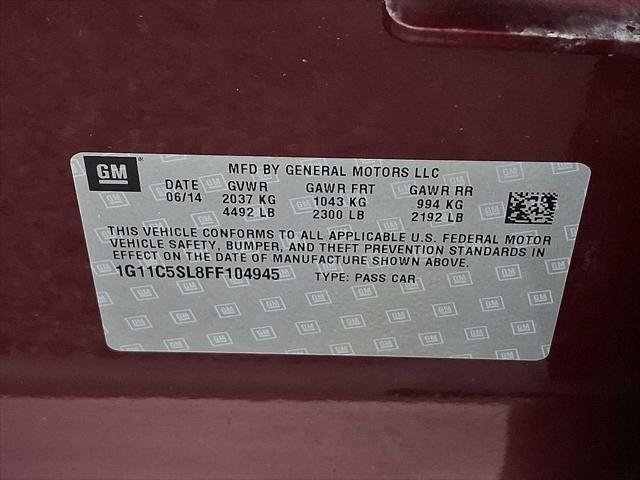 GM
MFD BY GENERAL MOTORS LLC
DATE GVWR GAWR FRT GAWR RR
06/14 2037 KG 1043 KG 994 KG
4492 LB 2300 LB 2192 LB
THIS VEHICLE CONFORMS TO ALL APPLICABLE U.S. FEDERAL MOTOR
VEHICLE SAFETY, BUMPER, AND THEFT PREVENTION STANDARDS IN
EFFECT ON THE DATE OF MANUFACTURE SHOWN ABOVE.
1G11C5SL8FF104945 TYPE: PASS CAR